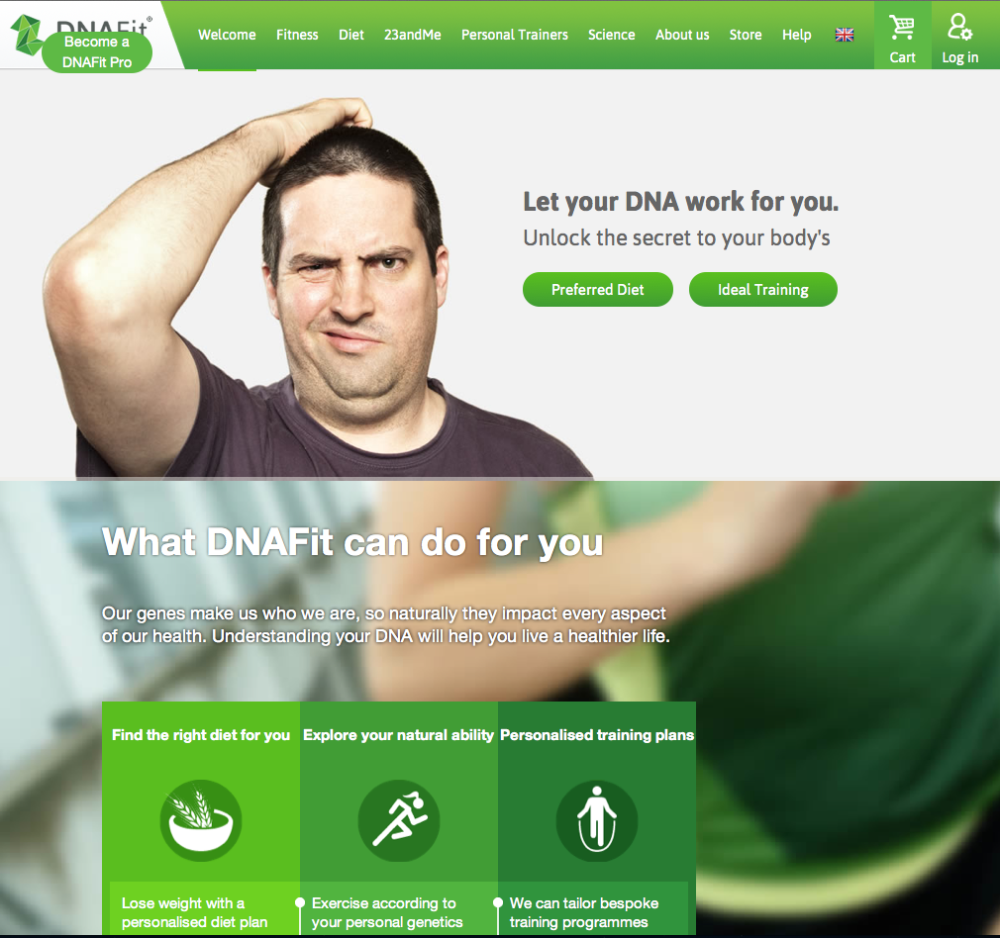 DNAFit®
Become a
DNAFit Pro
Welcome Fitness Diet 23andMe Personal Trainers Science About us Store Help
Cart
Log in
Let your DNA work for you.
Unlock the secret to your body's
Preferred Diet Ideal Training
What DNAFit can do for you
Our genes make us who we are, so naturally they impact every aspect
of our health. Understanding your DNA will help you live a healthier life.
Find the right diet for you
Explore your natural ability
Personalised training plans
Lose weight with a
personalised diet plan
Exercise according to
your personal genetics
We can tailor bespoke
training programmes